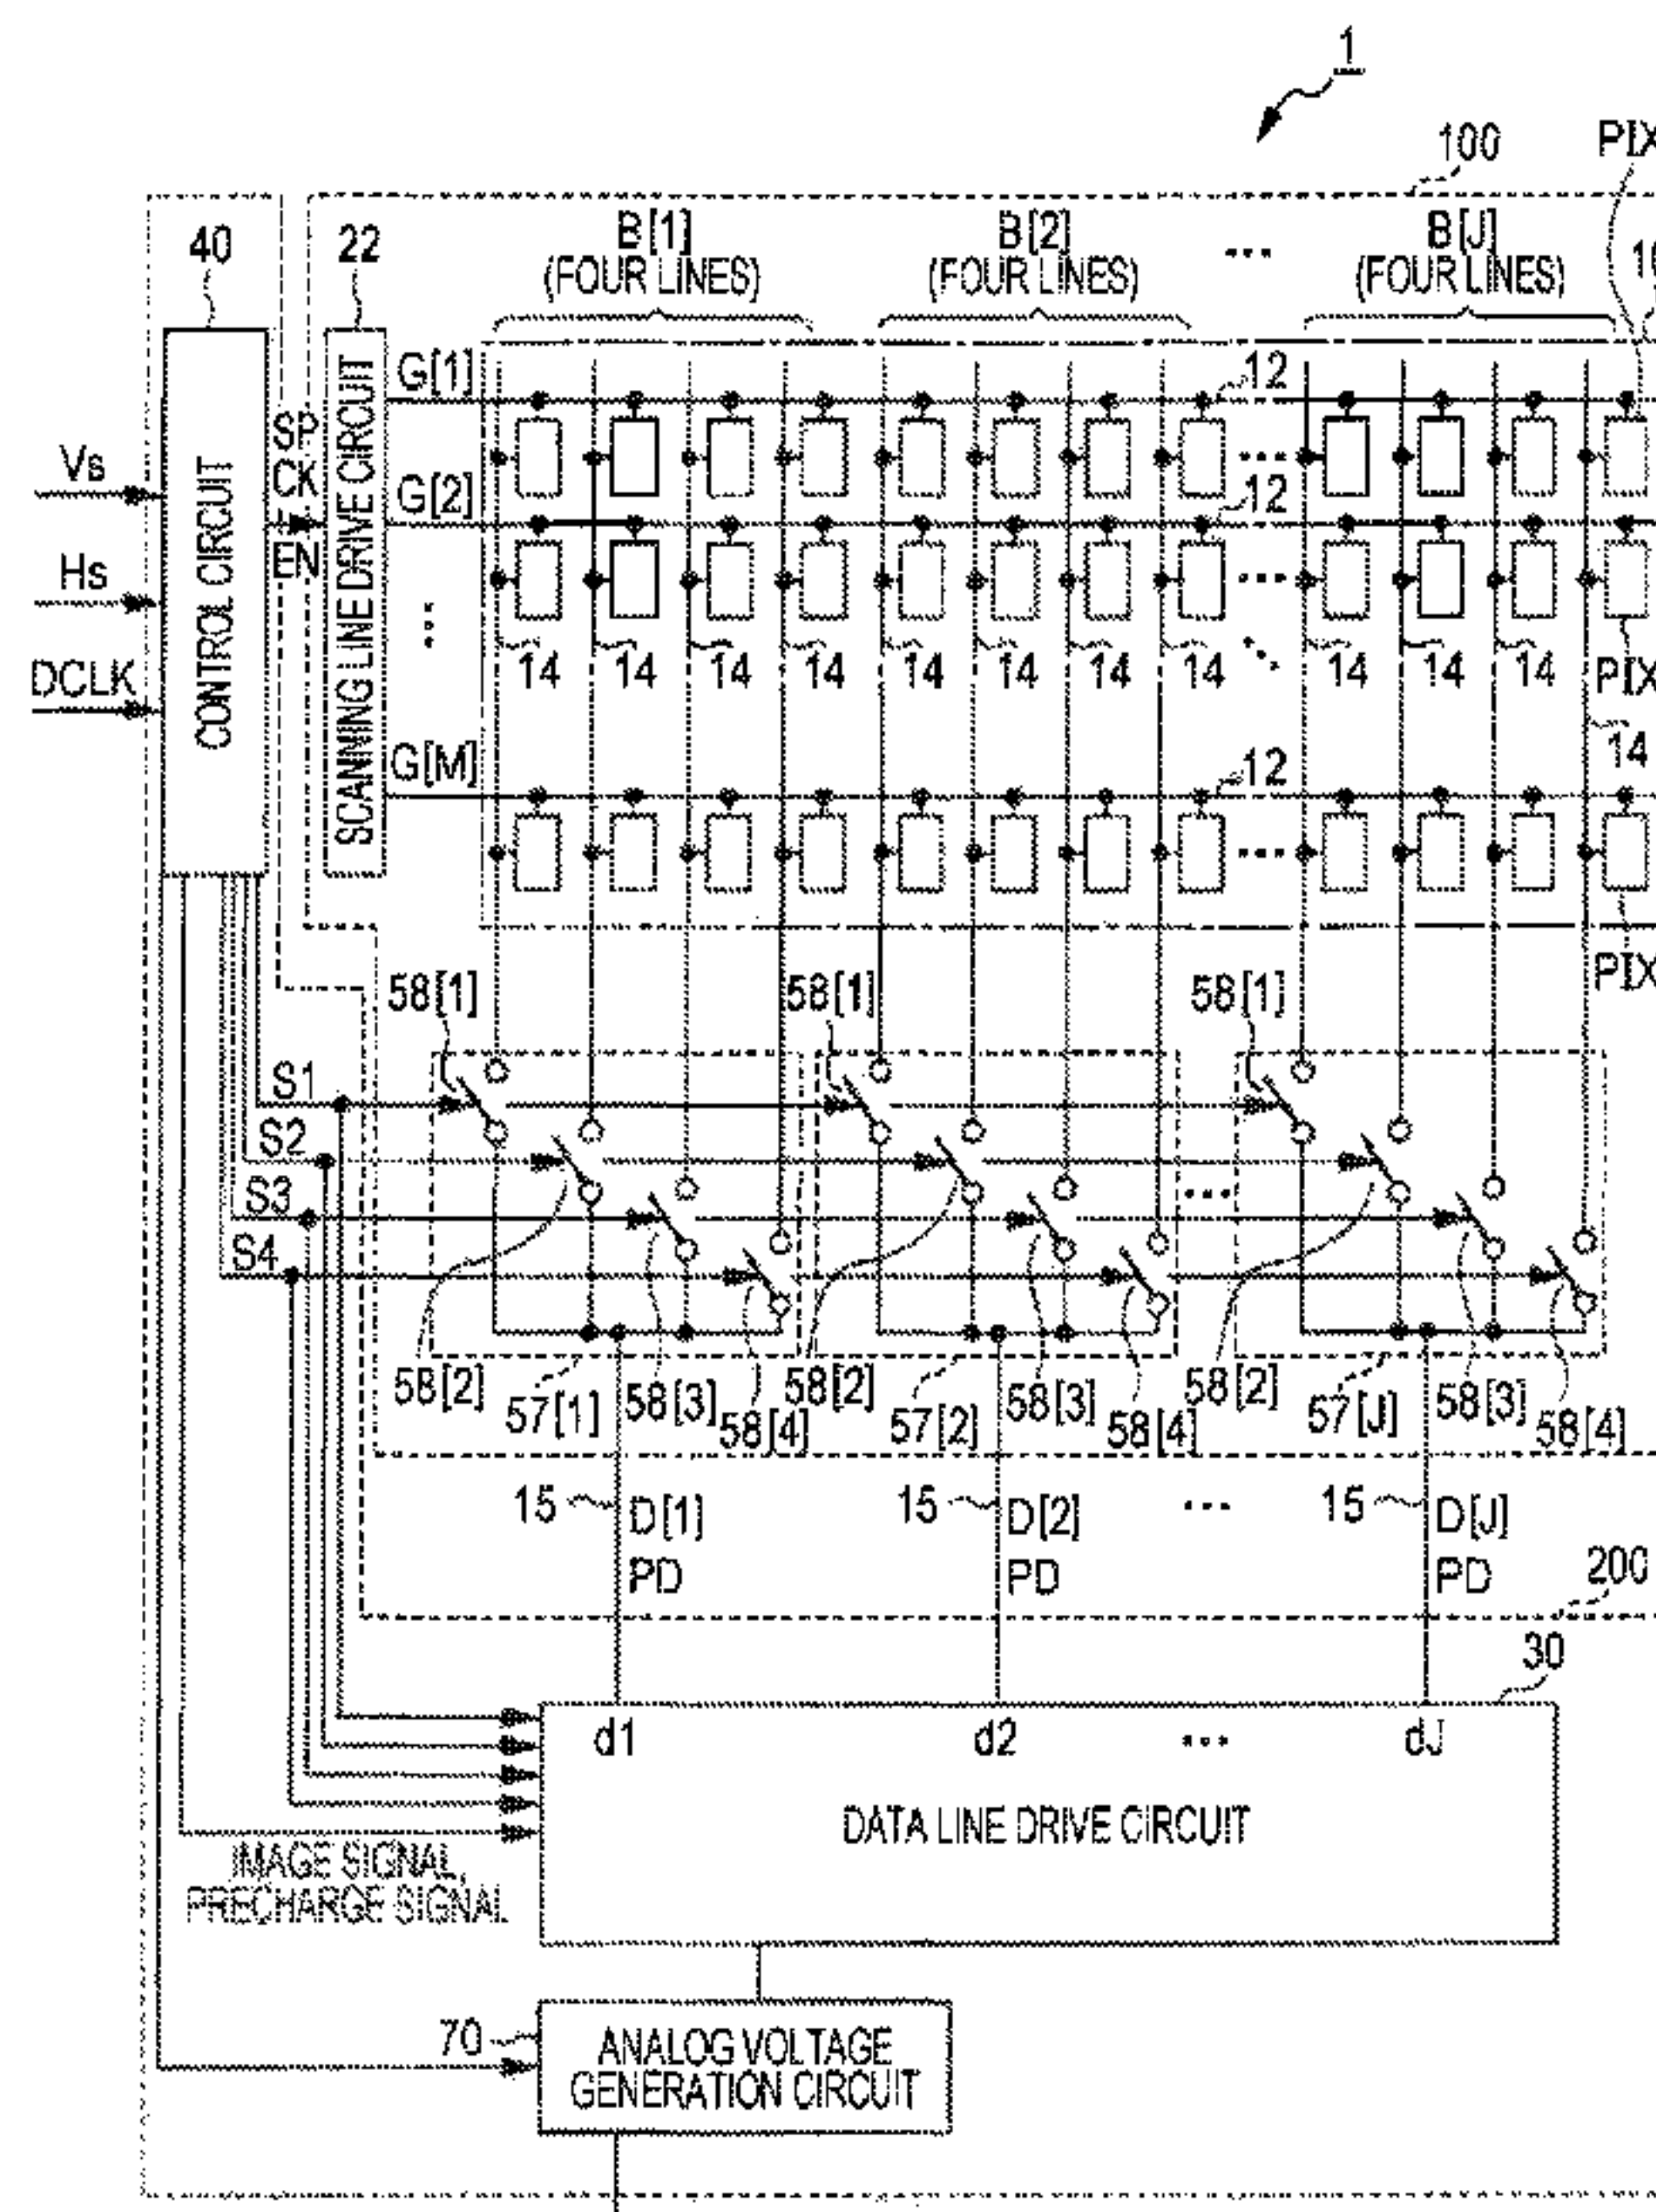 1
100
PIX
40
22
B[1]
(FOUR LINES)
B[2]
(FOUR LINES)
...
B[J]
(FOUR LINES)
10
CONTROL CIRCUIT
SCANNING LINE DRIVE CIRCUIT
Vs
Hs
DCLK
SP
CK
EN
G[1]
12
...
G[2]
12
...
14 14 14 14 14 14 14 14 14 14 14
PIX
14
G[M]
12
...
PIX
58[1] 58[1] 58[1]
S1
S2
S3
S4
...
58[2] 57[1] 58[3] 58[4] 58[2] 57[2] 58[3] 58[4] 58[2] 57[J] 58[3] 58[4]
15 D[1] 15 D[2] ... 15 D[J]
PD PD PD
200
30
d1 d2 ... dJ
DATA LINE DRIVE CIRCUIT
IMAGE SIGNAL,
PRECHARGE SIGNAL
70
ANALOG VOLTAGE
GENERATION CIRCUIT